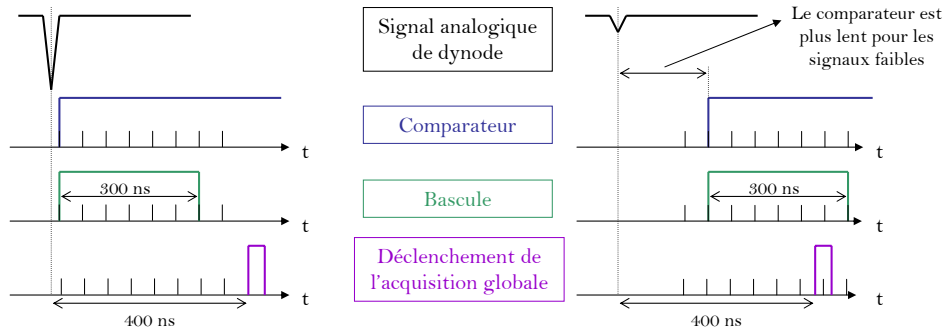 Signal analogique
de dynode
Le comparateur est
plus lent pour les
signaux faibles
Comparateur
t
t
300 ns
Bascule
t
300 ns
t
Déclenchement de
l'acquisition globale
t
400 ns
t
400 ns